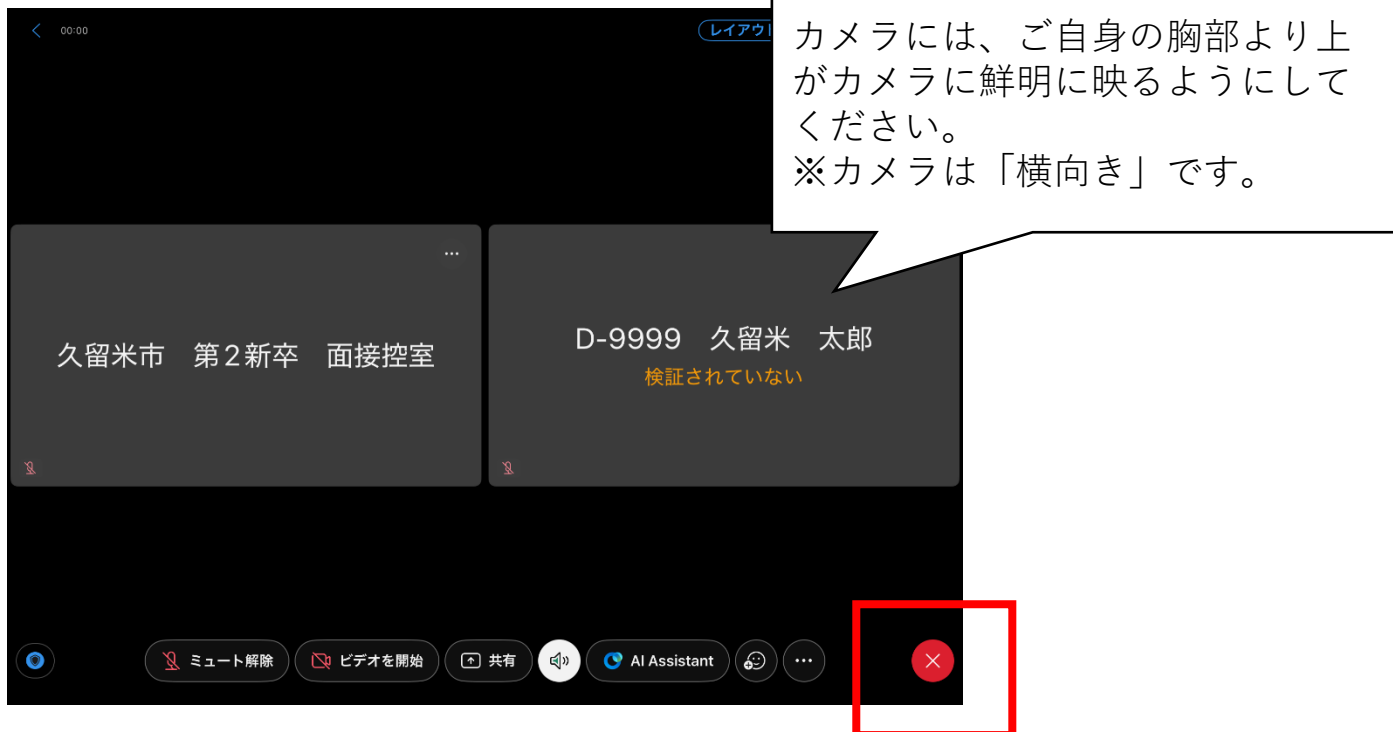 00:00
レイアウ
カメラには、ご自身の胸部より上
がカメラに鮮明に映るようにして
ください。
※カメラは「横向き」です。
久留米市　第2新卒　面接控室
D-9999　久留米　太郎
検証されていない
ミュート解除
ビデオを開始
共有
AI Assistant